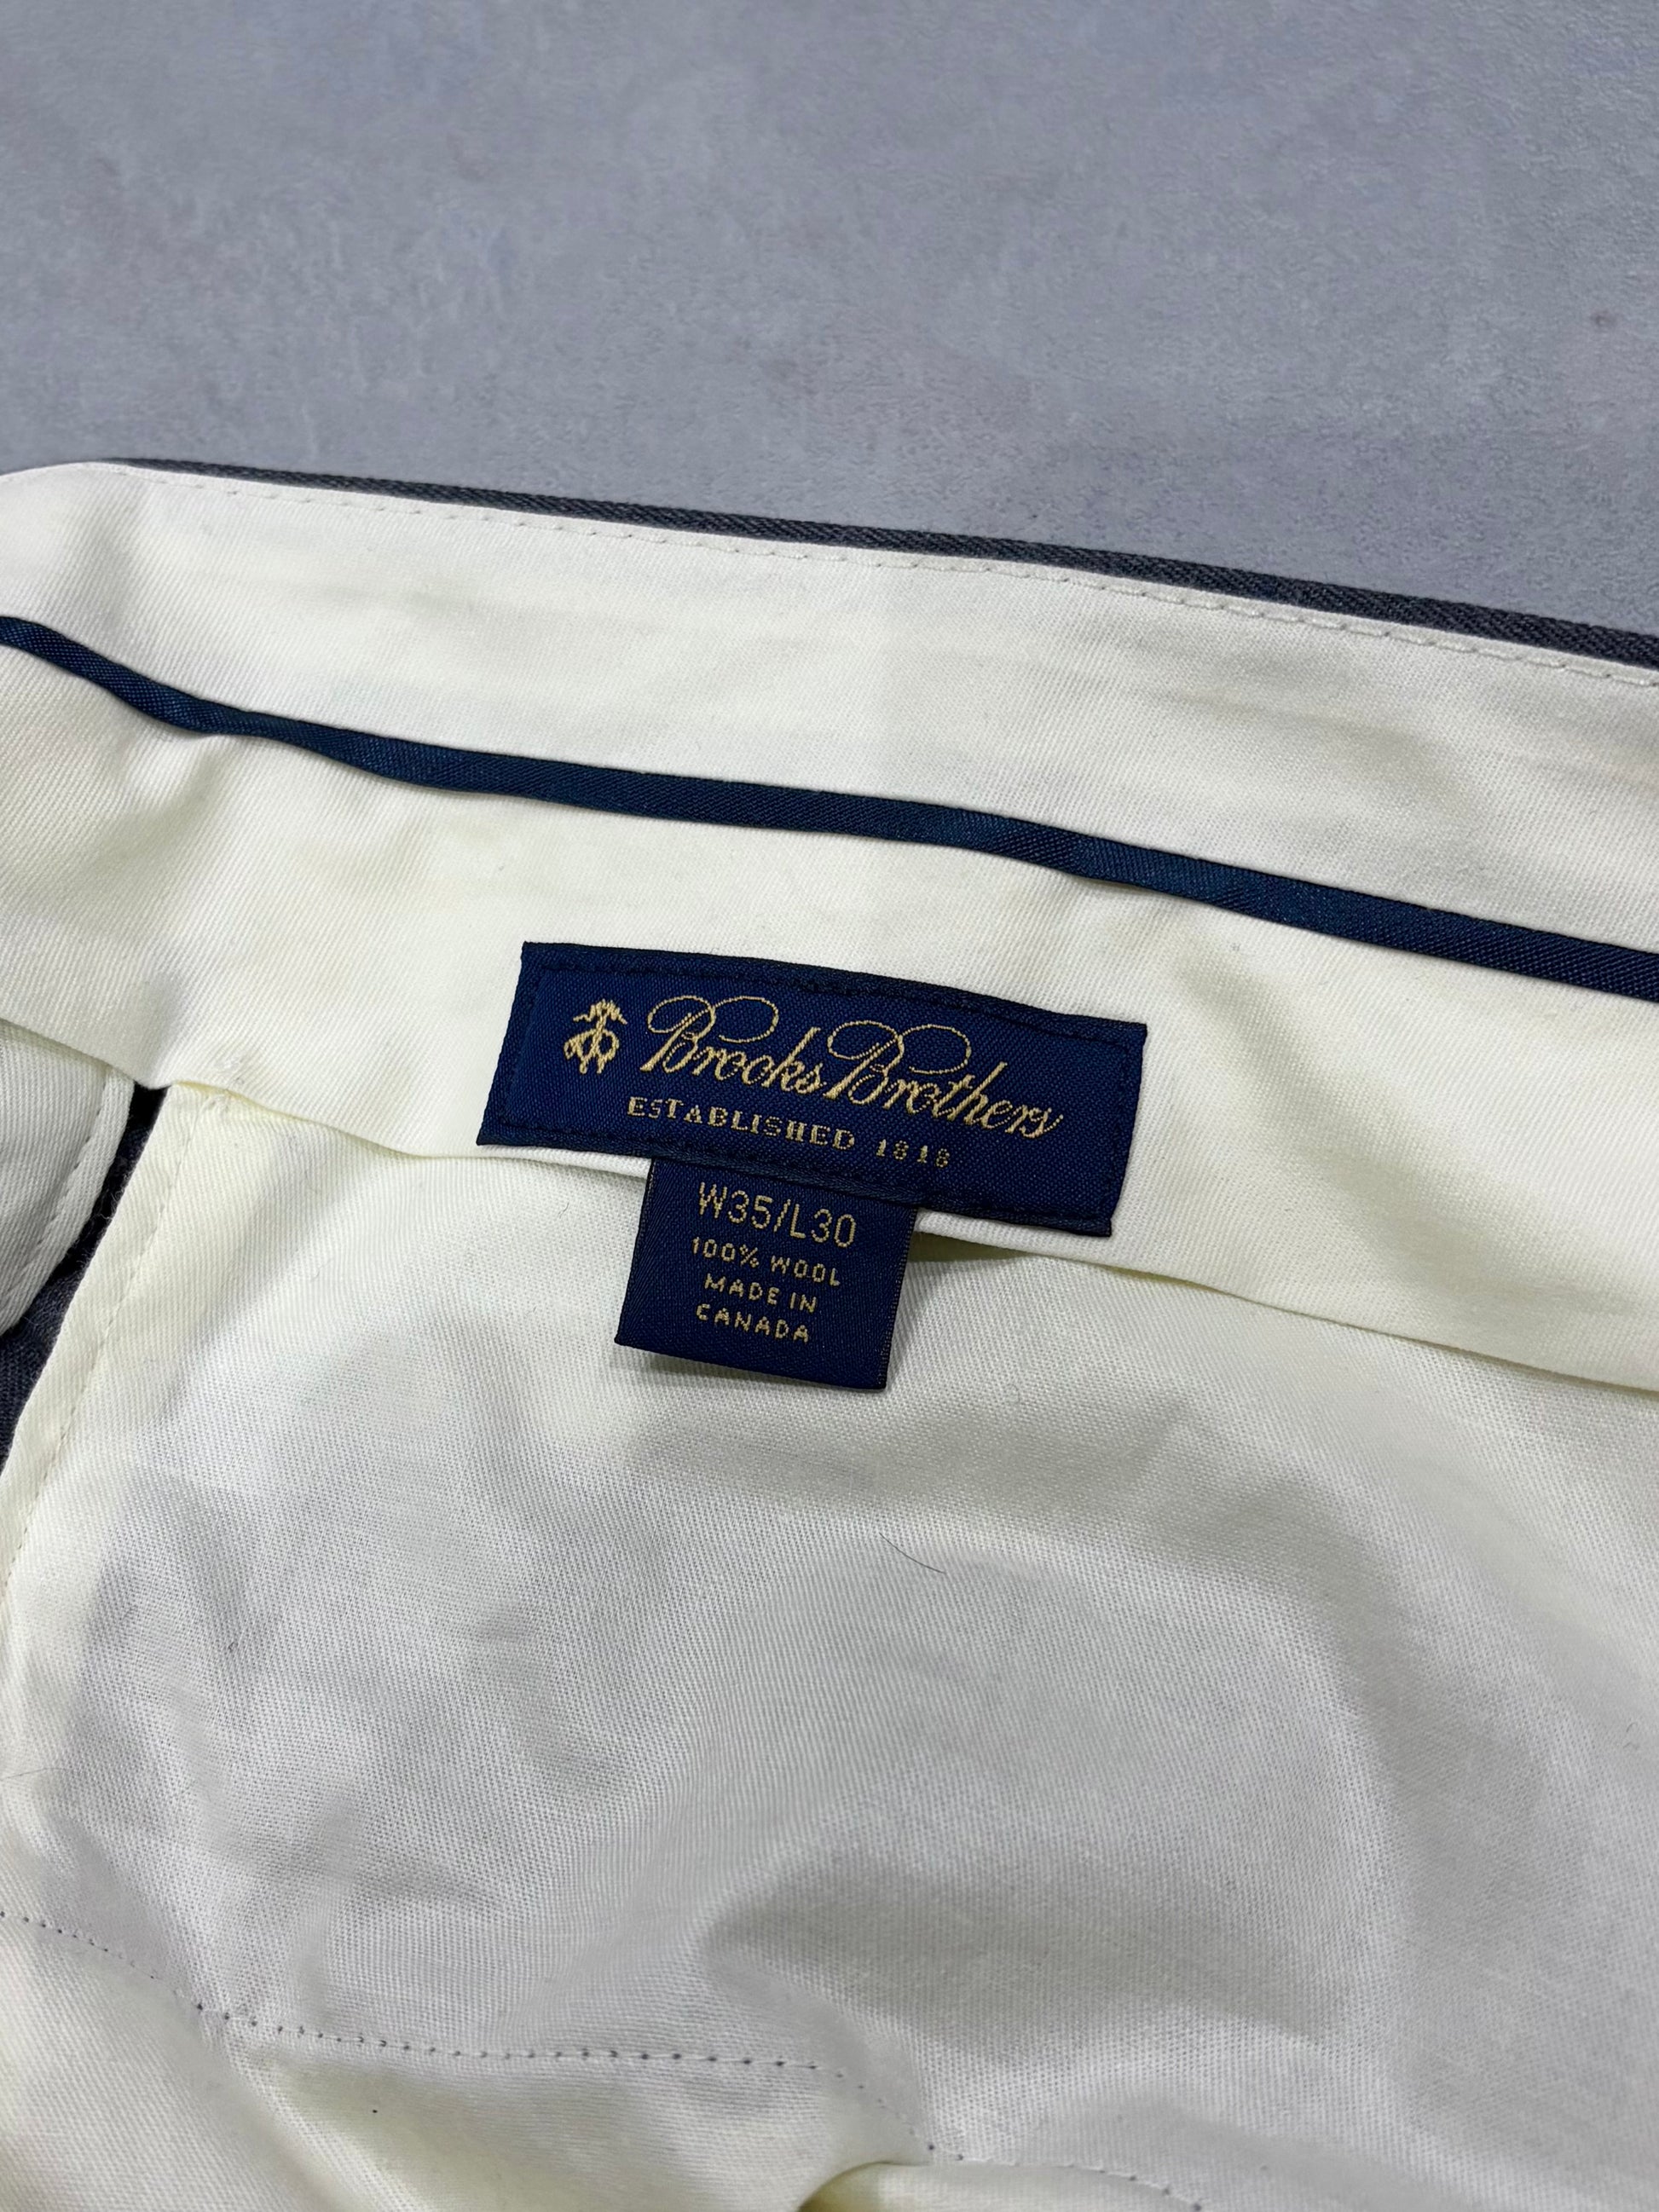 Brooks Brothers
ESTABLISHED 1818
W35/L30
100% WOOL
MADE IN
CANADA